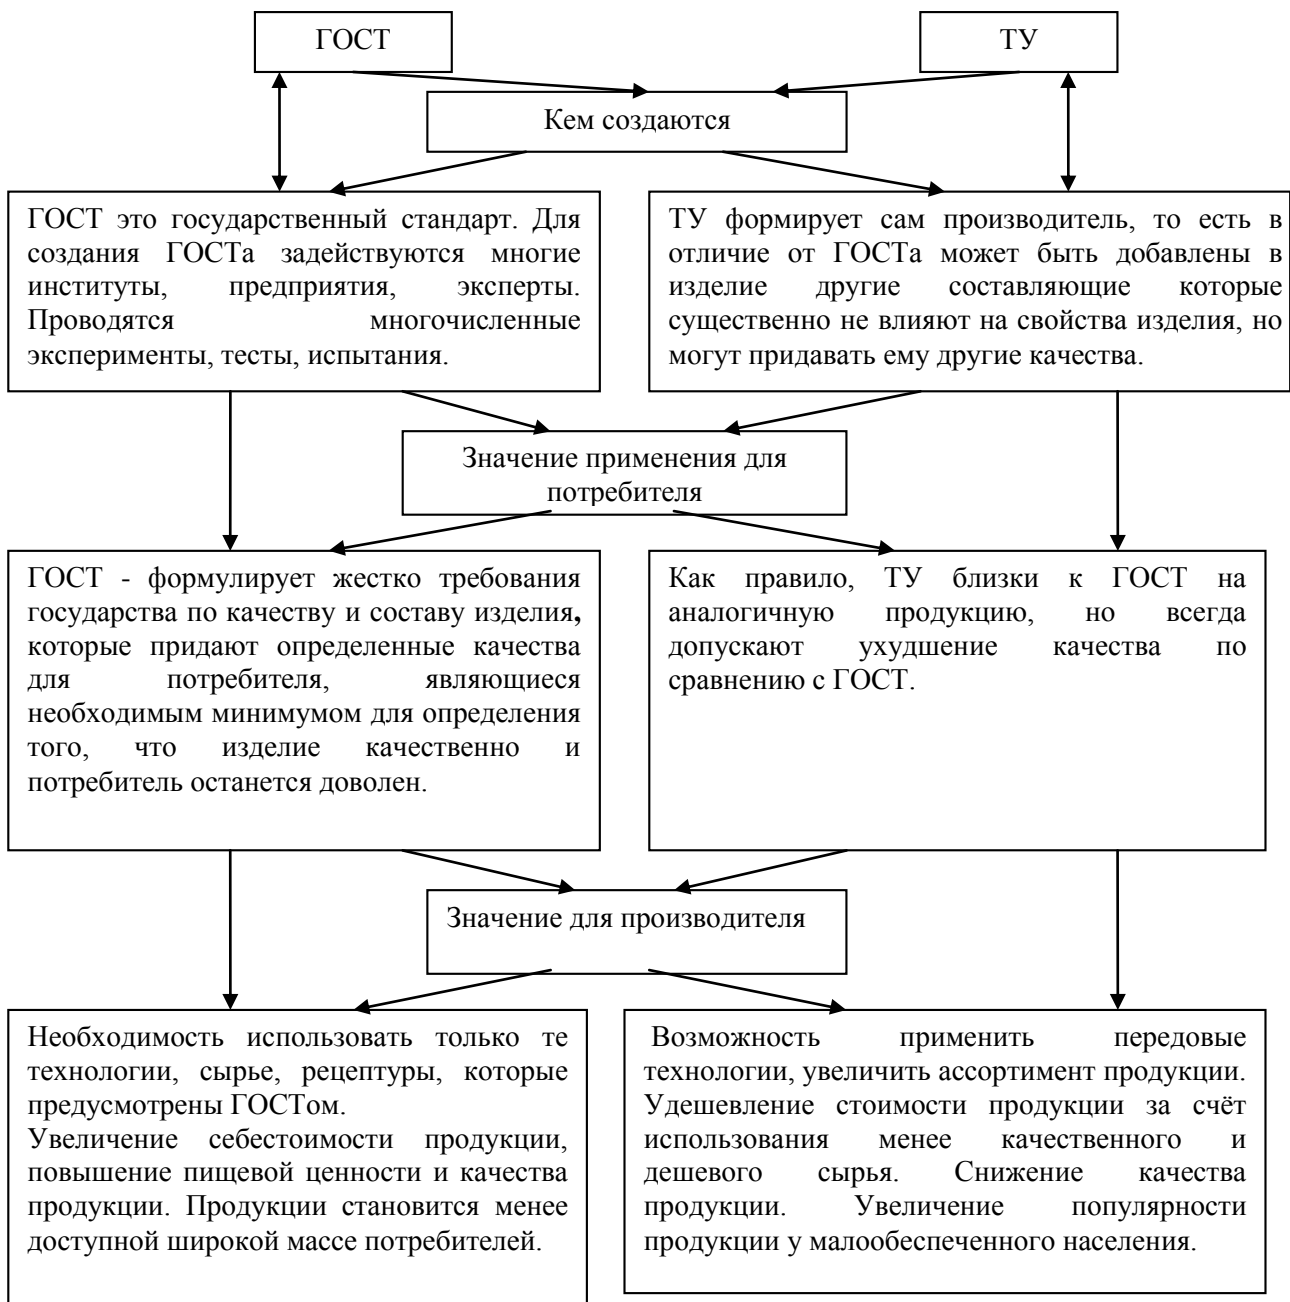 ГОСТ
ТУ
Кем создаются
ГОСТ это государственный стандарт. Для
создания ГОСТа задействуются многие
институты, предприятия, эксперты.
Проводятся многочисленные
эксперименты, тесты, испытания.
ТУ формирует сам производитель, то есть в
отличие от ГОСТа может быть добавлены в
изделие другие составляющие которые
существенно не влияют на свойства изделия, но
могут придавать ему другие качества.
Значение применения для
потребителя
ГОСТ - формулирует жестко требования
государства по качеству и составу изделия,
которые придают определенные качества
для потребителя, являющиеся
необходимым минимумом для определения
того, что изделие качественно и
потребитель останется доволен.
Как правило, ТУ близки к ГОСТ на
аналогичную продукцию, но всегда
допускают ухудшение качества по
сравнению с ГОСТ.
Значение для производителя
Необходимость использовать только те
технологии, сырье, рецептуры, которые
предусмотрены ГОСТом.
Увеличение себестоимости продукции,
повышение пищевой ценности и качества
продукции. Продукции становится менее
доступной широкой массе потребителей.
Возможность применить передовые
технологии, увеличить ассортимент продукции.
Удешевление стоимости продукции за счёт
использования менее качественного и
дешевого сырья. Снижение качества
продукции. Увеличение популярности
продукции у малообеспеченного населения.